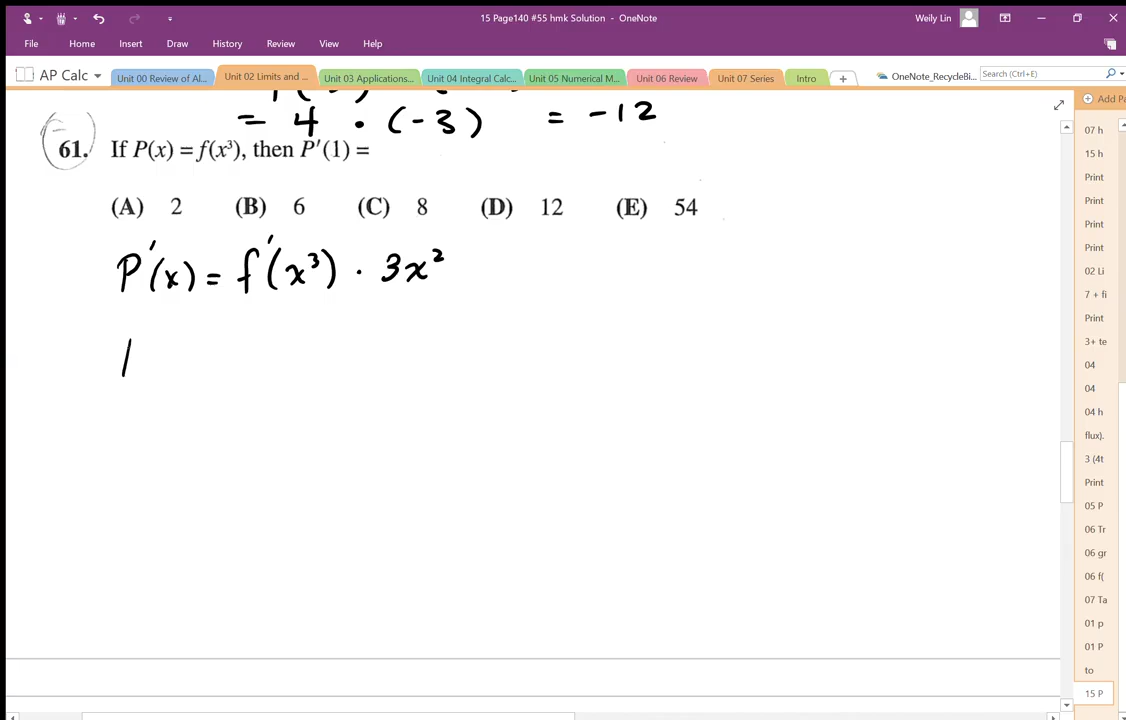 15 Page140 #55 hmk Solution - OneNote
Weily Lin
File Home Insert Draw History Review View Help
AP Calc
Unit 00 Review of Al...
Unit 02 Limits and ...
Unit 03 Applications...
Unit 04 Integral Calc...
Unit 05 Numerical M...
Unit 06 Review
Unit 07 Series
Intro
OneNote_RecycleBi...
Search (Ctrl+E)
Add Pa
= 4 • (-3) = -12
61. If P(x) = f(x³), then P′(1) =
(A) 2 (B) 6 (C) 8 (D) 12 (E) 54
P'(x) = f'(x³) · 3x²
07 h
15 h
Print
Print
Print
Print
02 Li
7 + fi
Print
3+ te
04
04
04 h
flux).
3 (4t
Print
05 P
06 Tr
06 gr
06 f(
07 Ta
01 p
01 P
to
15 P